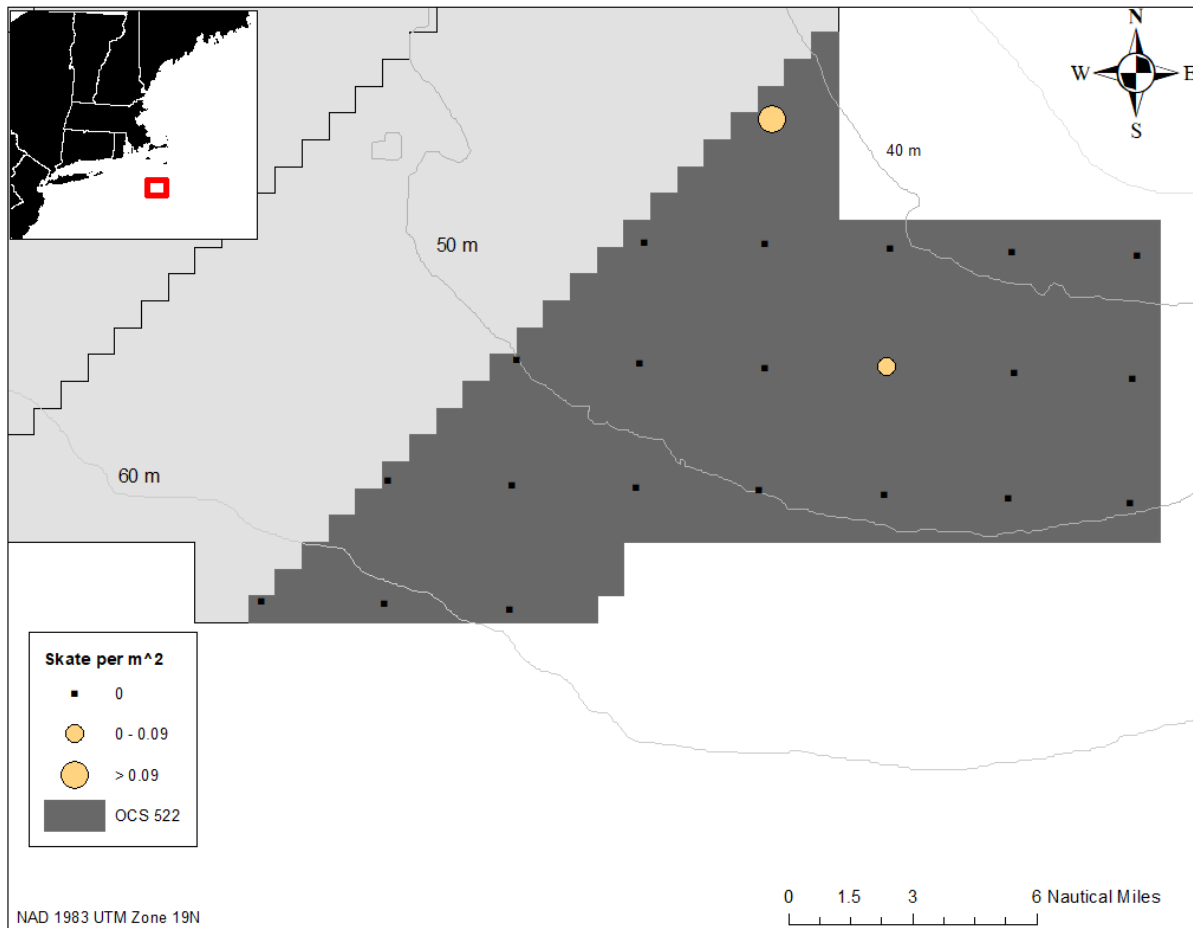 N
W E
S
40 m
50 m
60 m
Skate per m^2
0
0 - 0.09
> 0.09
OCS 522
0 1.5 3 6 Nautical Miles
NAD 1983 UTM Zone 19N